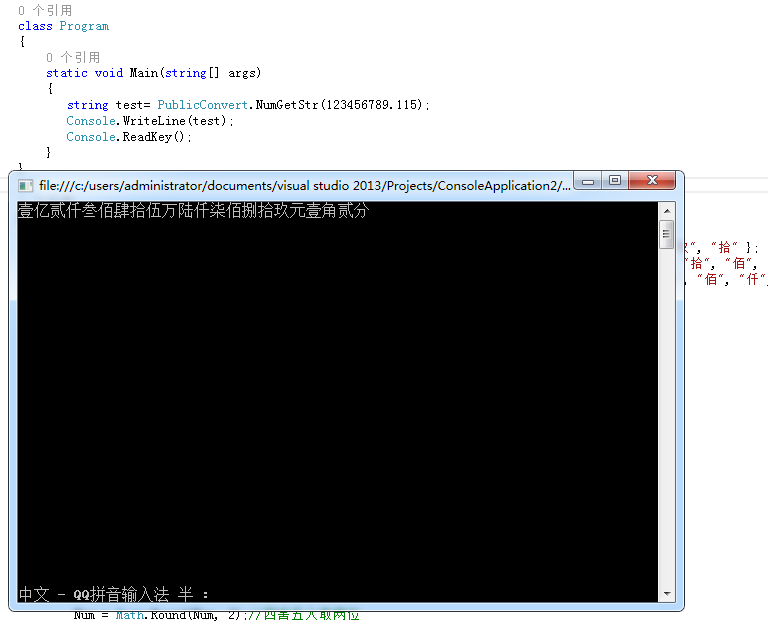 0 个引用
class Program
{
0 个引用
static void Main(string[] args)
{
string test= PublicConvert.NumGetStr(123456789.115);
Console.WriteLine(test);
Console.ReadKey();
}
}
file:///c:/users/administrator/documents/visual studio 2013/Projects/ConsoleApplication2/...
壹亿贰仟叁佰肆拾伍万陆仟柒佰捌拾玖元壹角贰分
", "拾" };
"拾", "佰",
, "佰", "仟"
中文 - QQ拼音输入法 半 :
Num = Math.Round(Num, 2);//四舍五入取两位